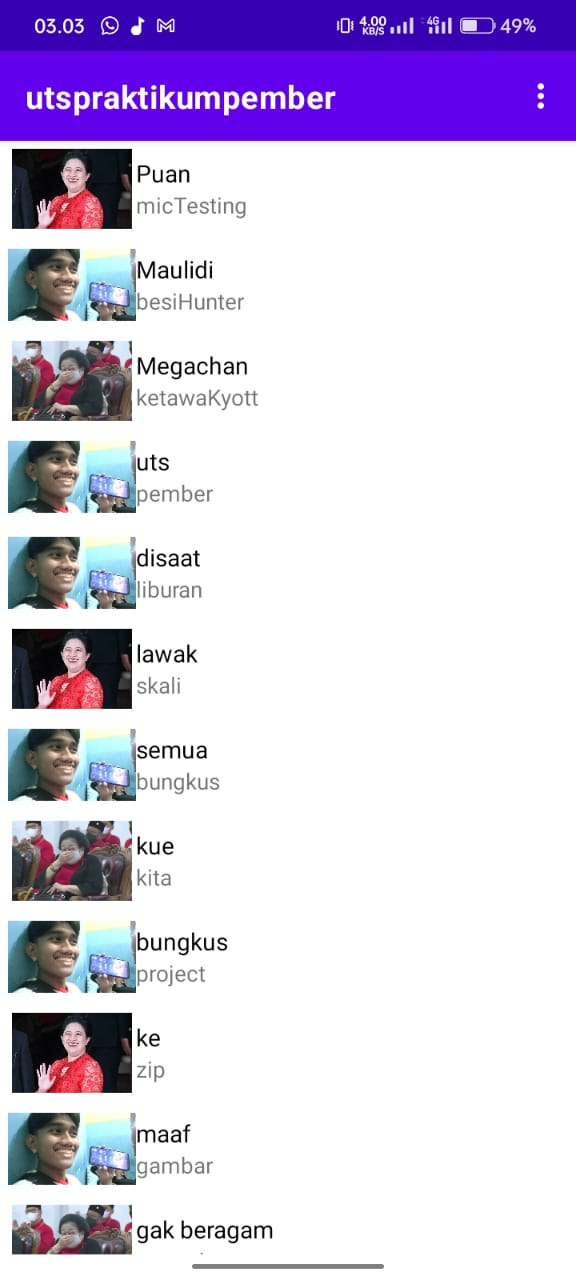 03.03 4.00 KB/S 4G 49%
utspraktikumpember
Puan
micTesting
Maulidi
besiHunter
Megachan
ketawaKyott
uts
pember
disaat
liburan
lawak
skali
semua
bungkus
kue
kita
bungkus
project
ke
zip
maaf
gambar
gak beragam